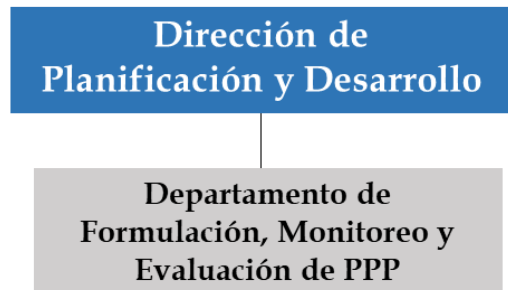 Dirección de
Planificación y Desarrollo
Departamento de
Formulación, Monitoreo y
Evaluación de PPP